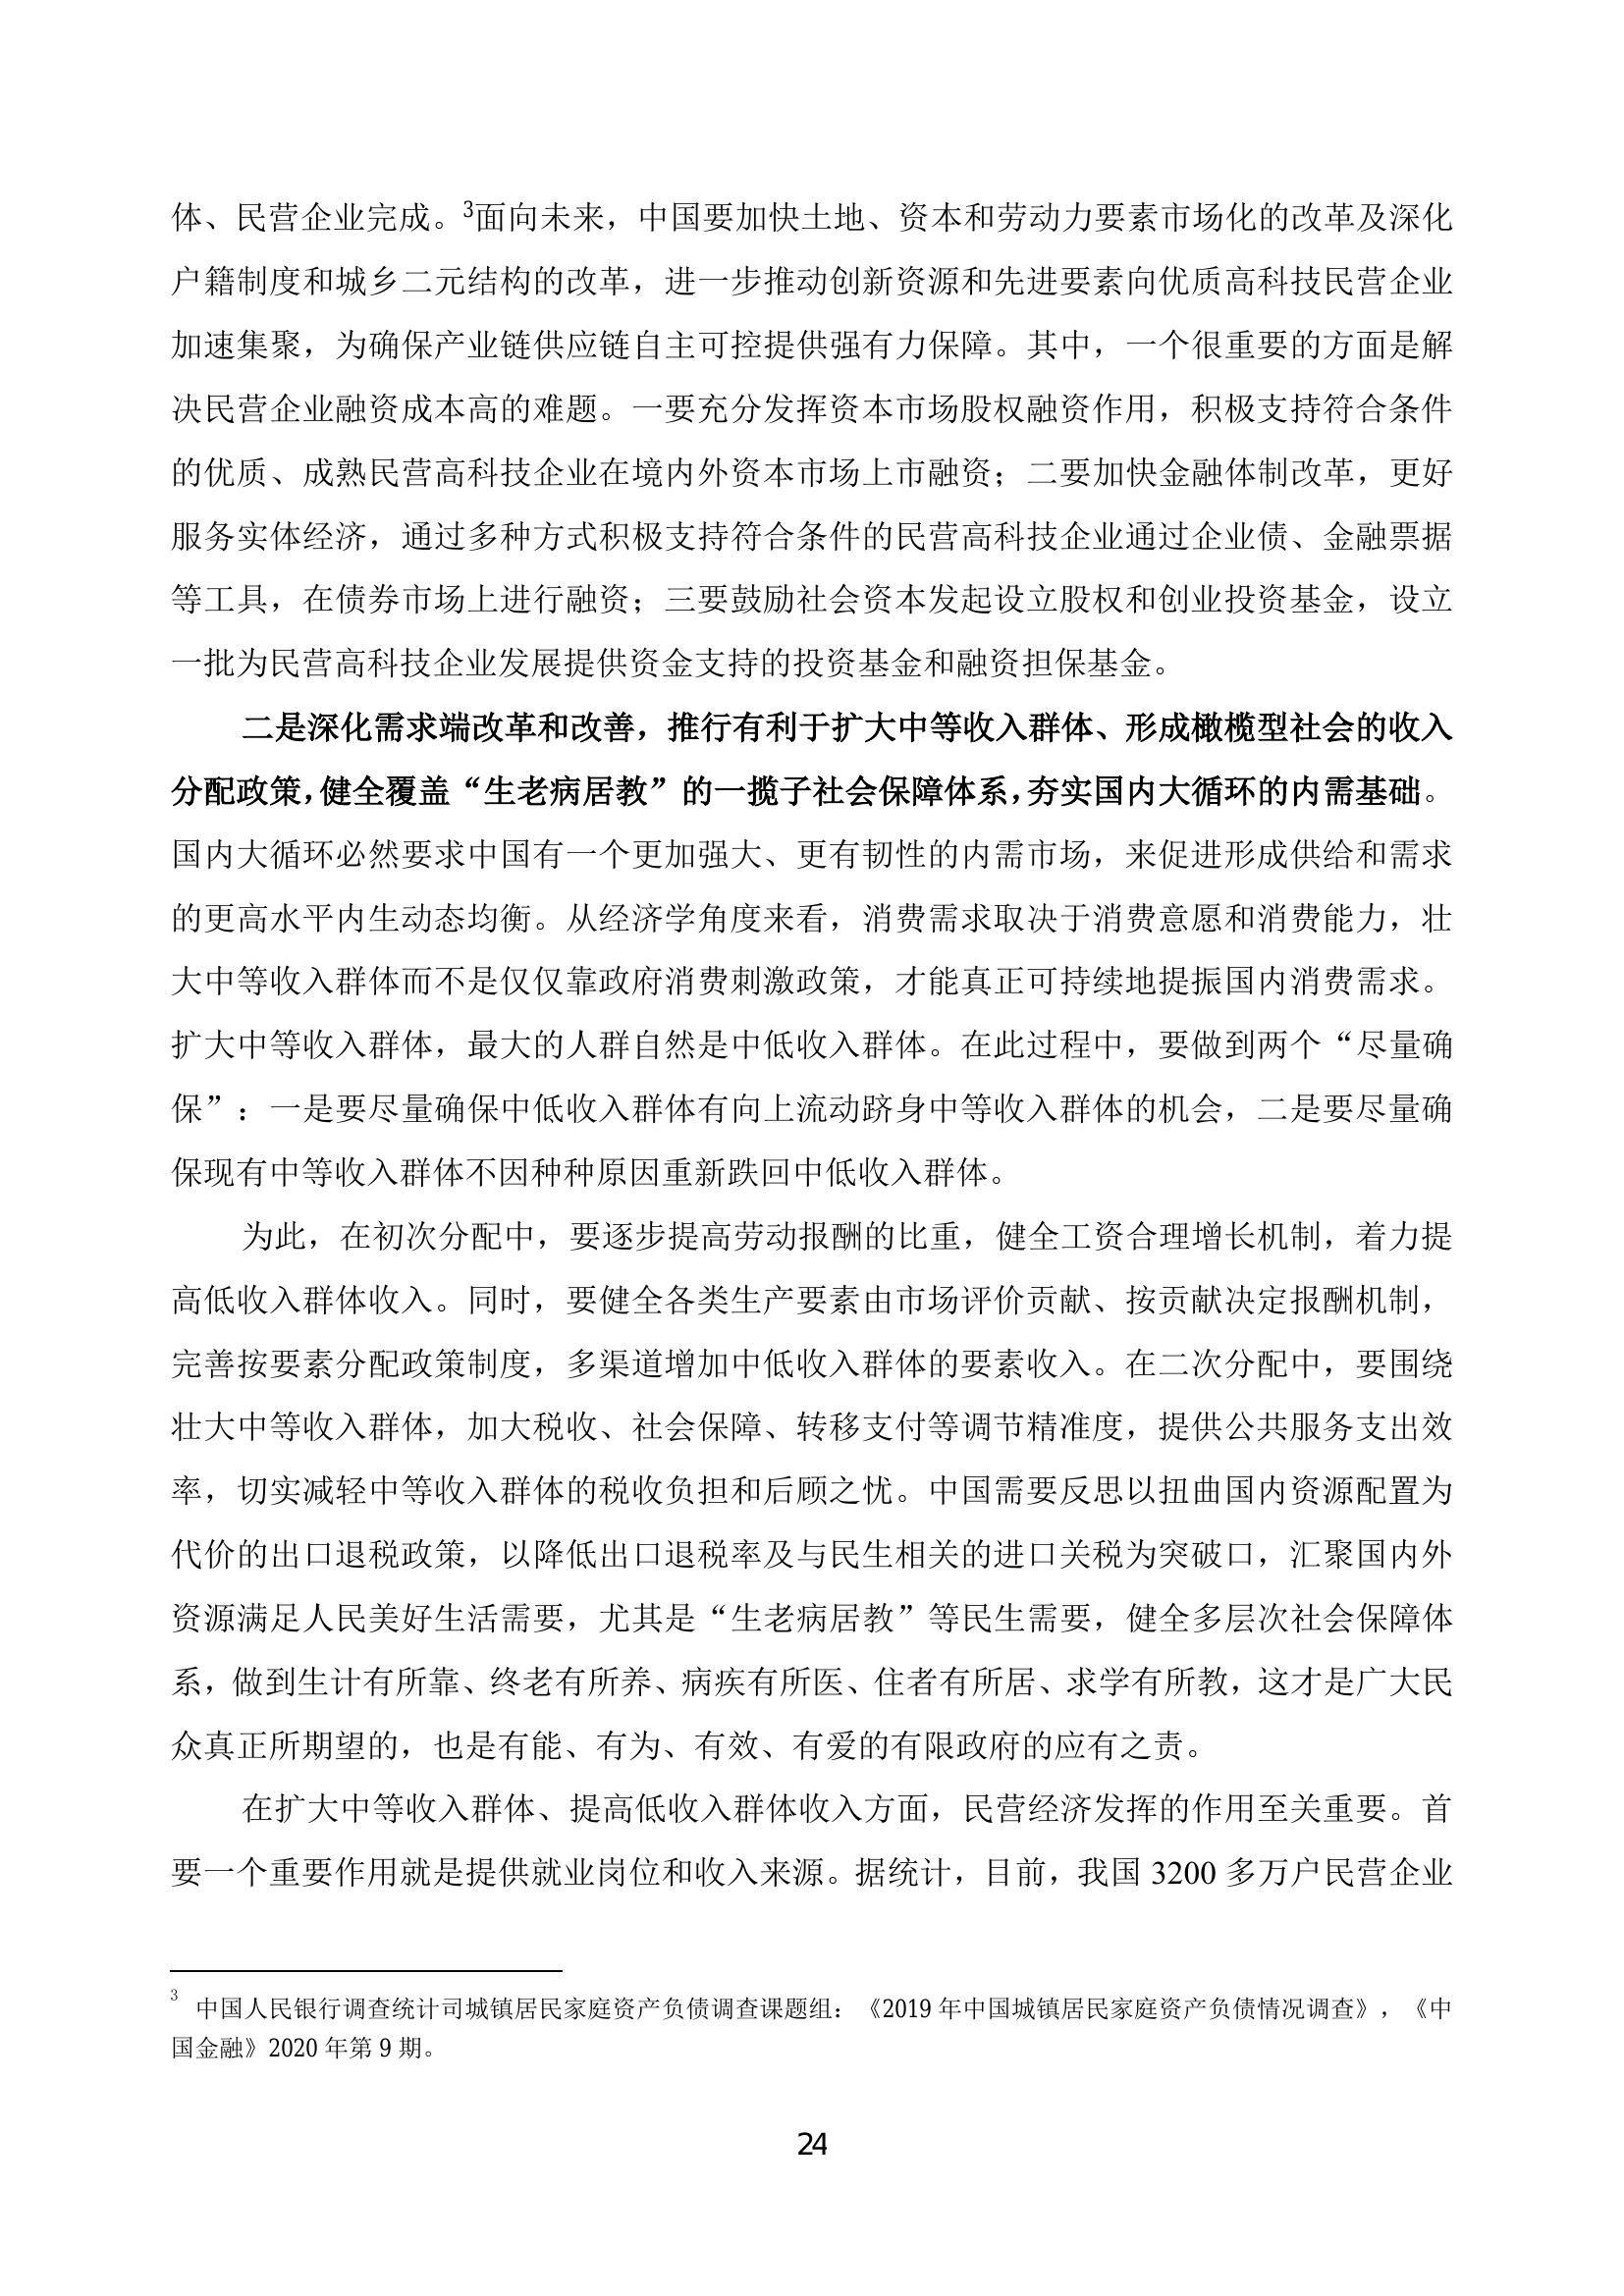 体、民营企业完成。3面向未来，中国要加快土地、资本和劳动力要素市场化的改革及深化
户籍制度和城乡二元结构的改革，进一步推动创新资源和先进要素向优质高科技民营企业
加速集聚，为确保产业链供应链自主可控提供强有力保障。其中，一个很重要的方面是解
决民营企业融资成本高的难题。一要充分发挥资本市场股权融资作用，积极支持符合条件
的优质、成熟民营高科技企业在境内外资本市场上市融资；二要加快金融体制改革，更好
服务实体经济，通过多种方式积极支持符合条件的民营高科技企业通过企业债、金融票据
等工具，在债券市场上进行融资；三要鼓励社会资本发起设立股权和创业投资基金，设立
一批为民营高科技企业发展提供资金支持的投资基金和融资担保基金。
二是深化需求端改革和改善，推行有利于扩大中等收入群体、形成橄榄型社会的收入
分配政策，健全覆盖“生老病居教”的一揽子社会保障体系，夯实国内大循环的内需基础。
国内大循环必然要求中国有一个更加强大、更有韧性的内需市场，来促进形成供给和需求
的更高水平内生动态均衡。从经济学角度来看，消费需求取决于消费意愿和消费能力，壮
大中等收入群体而不是仅仅靠政府消费刺激政策，才能真正可持续地提振国内消费需求。
扩大中等收入群体，最大的人群自然是中低收入群体。在此过程中，要做到两个“尽量确
保”：一是要尽量确保中低收入群体有向上流动跻身中等收入群体的机会，二是要尽量确
保现有中等收入群体不因种种原因重新跌回中低收入群体。
为此，在初次分配中，要逐步提高劳动报酬的比重，健全工资合理增长机制，着力提
高低收入群体收入。同时，要健全各类生产要素由市场评价贡献、按贡献决定报酬机制，
完善按要素分配政策制度，多渠道增加中低收入群体的要素收入。在二次分配中，要围绕
壮大中等收入群体，加大税收、社会保障、转移支付等调节精准度，提供公共服务支出效
率，切实减轻中等收入群体的税收负担和后顾之忧。中国需要反思以扭曲国内资源配置为
代价的出口退税政策，以降低出口退税率及与民生相关的进口关税为突破口，汇聚国内外
资源满足人民美好生活需要，尤其是“生老病居教”等民生需要，健全多层次社会保障体
系，做到生计有所靠、终老有所养、病疾有所医、住者有所居、求学有所教，这才是广大民
众真正所期望的，也是有能、有为、有效、有爱的有限政府的应有之责。
在扩大中等收入群体、提高低收入群体收入方面，民营经济发挥的作用至关重要。首
要一个重要作用就是提供就业岗位和收入来源。据统计，目前，我国 3200 多万户民营企业
3 中国人民银行调查统计司城镇居民家庭资产负债调查课题组：《2019 年中国城镇居民家庭资产负债情况调查》，《中
国金融》2020 年第 9 期。
24